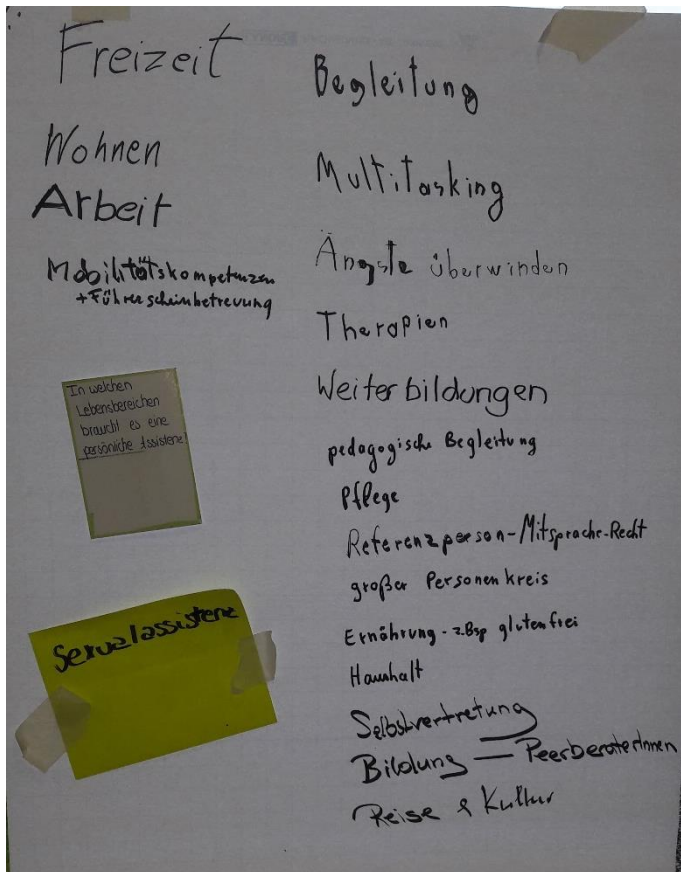 Freizeit
Wohnen
Arbeit
Mobilitätskompetenzen
+Führerscheinbetreuung
In welchen
Lebensbereichen
braucht es eine
persönliche Assistenz?
Sexualassistenz
Begleitung
Multitasking
Ängste überwinden
Therapien
Weiterbildungen
pedagogische Begleitung
Pflege
Referenzperson-Mitsprache-Recht
großer Personenkreis
Ernährung - z.Bsp glutenfrei
Haushalt
Selbstvertretung
Bildung — PeerberaterInnen
Reise & Kultur